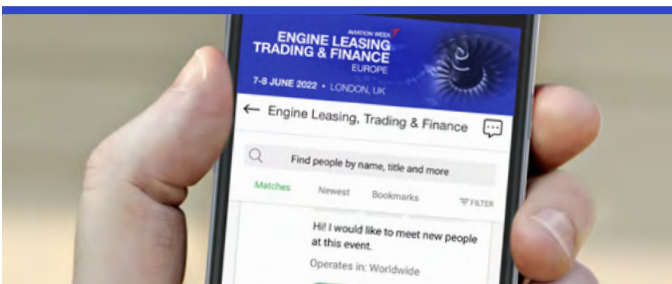 AVIATION WEEK
ENGINE LEASING
TRADING & FINANCE
EUROPE
7-8 JUNE 2022 • LONDON, UK
Engine Leasing, Trading & Finance
Find people by name, title and more
Matches Newest Bookmarks FILTER
Hi! I would like to meet new people
at this event.
Operates in: Worldwide